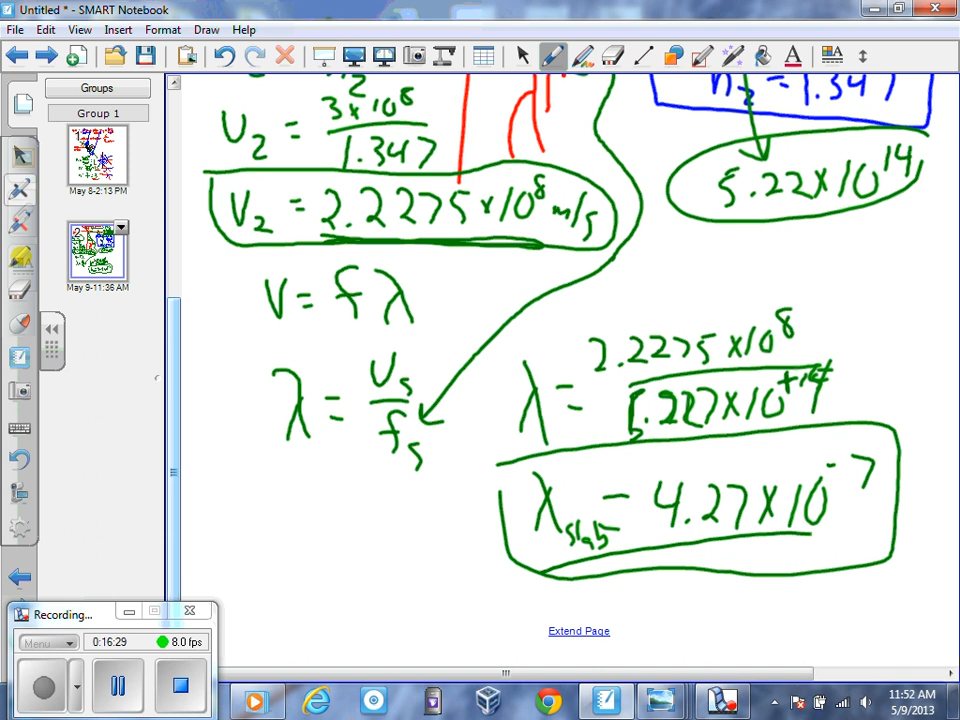 Untitled * - SMART Notebook
File Edit View Insert Format Draw Help
Groups
Group 1
May 8-2:13 PM
May 9-11:36 AM
n2 = 1.347
v2 = 3x10^8 / 1.347
5.22x10^14
v2 = 2.2275x10^8 m/s
v = fλ
λ = vs / fs
λ = 2.2275x10^8 / 5.227x10^+14
λslab = 4.27x10^-7
Extend Page
Recording...
Menu
0:16:29
8.0 fps
11:52 AM
5/9/2013